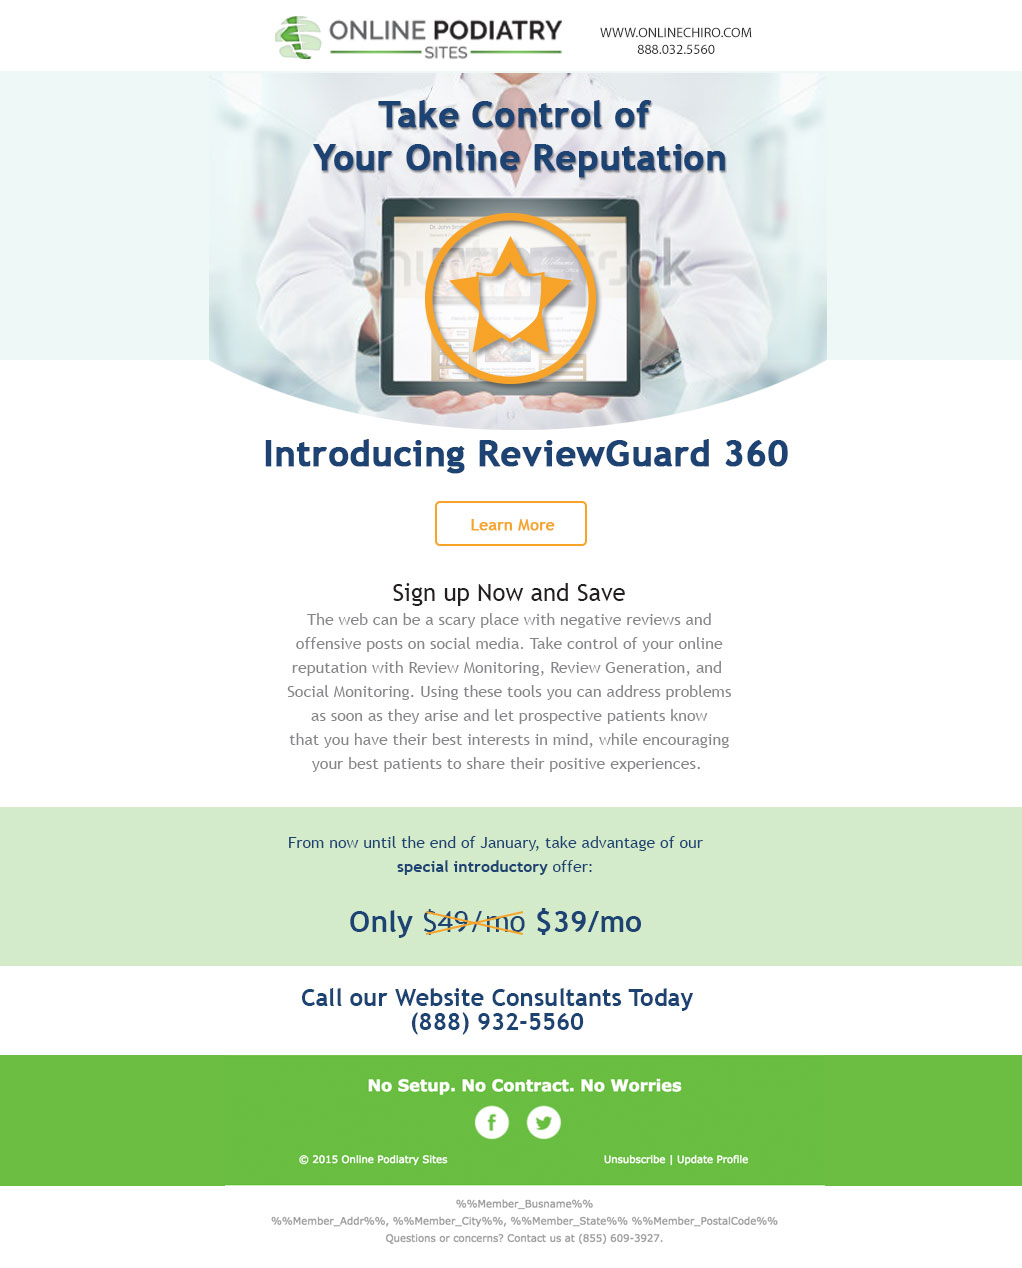 ONLINE PODIATRY
SITES
WWW.ONLINECHIRO.COM
888.032.5560
Take Control of
Your Online Reputation
shutterstock
Introducing ReviewGuard 360
Learn More
Sign up Now and Save
The web can be a scary place with negative reviews and
offensive posts on social media. Take control of your online
reputation with Review Monitoring, Review Generation, and
Social Monitoring. Using these tools you can address problems
as soon as they arise and let prospective patients know
that you have their best interests in mind, while encouraging
your best patients to share their positive experiences.
From now until the end of January, take advantage of our
special introductory offer:
Only $49/mo $39/mo
Call our Website Consultants Today
(888) 932-5560
No Setup. No Contract. No Worries
© 2015 Online Podiatry Sites
Unsubscribe | Update Profile
%%Member_Busname%%
%%Member_Addr%%, %%Member_City%%, %%Member_State%% %%Member_PostalCode%%
Questions or concerns? Contact us at (855) 609-3927.